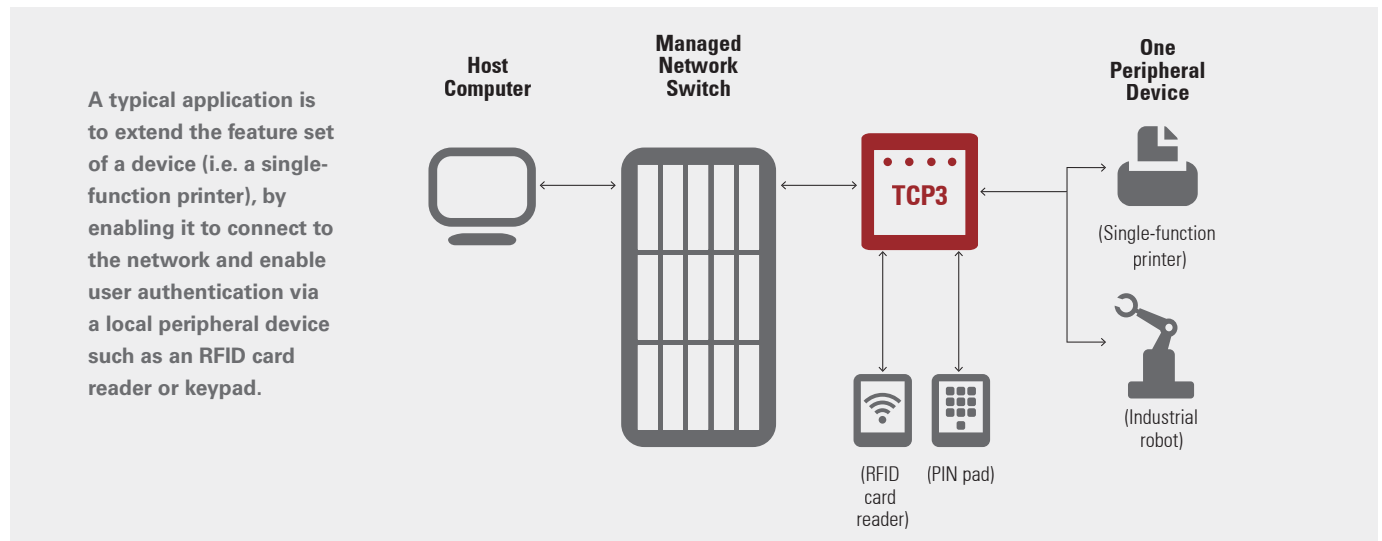 A typical application is
to extend the feature set
of a device (i.e. a single-
function printer), by
enabling it to connect to
the network and enable
user authentication via
a local peripheral device
such as an RFID card
reader or keypad.
Host
Computer
Managed
Network
Switch
TCP3
One
Peripheral
Device
(Single-function
printer)
(Industrial
robot)
(RFID
card
reader)
(PIN pad)